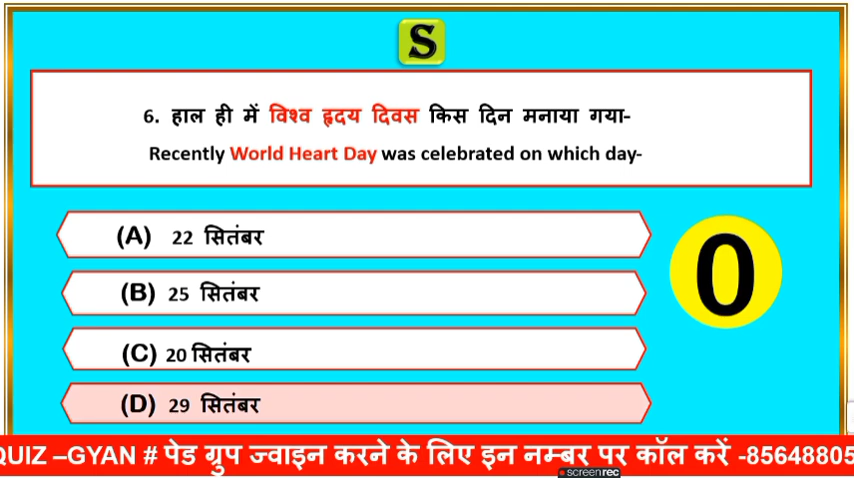 S
6. हाल ही में विश्व हृदय दिवस किस दिन मनाया गया-
Recently World Heart Day was celebrated on which day-
(A) 22 सितंबर
(B) 25 सितंबर
(C) 20 सितंबर
(D) 29 सितंबर
0
QUIZ –GYAN # पेड ग्रुप ज्वाइन करने के लिए इन नम्बर पर कॉल करें -85648805
screenrec